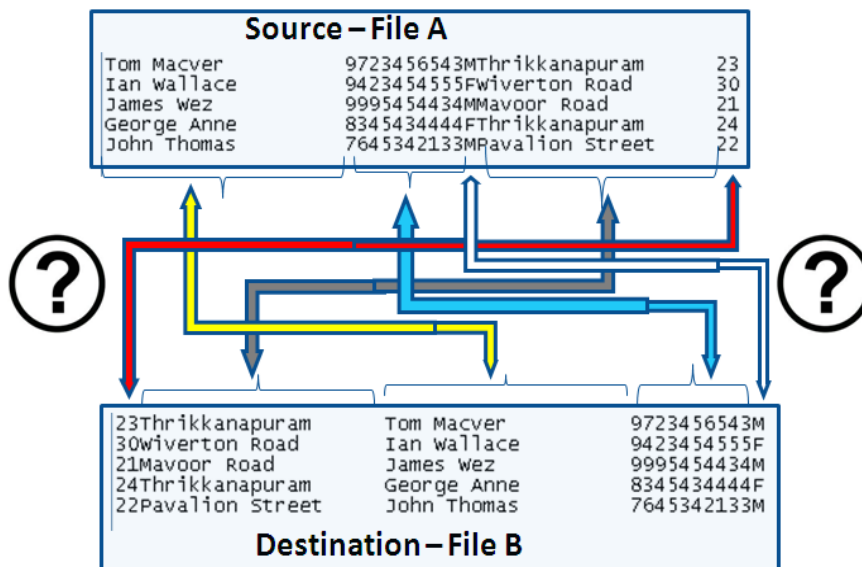 Source – File A
Tom Macver 9723456543MThrikkanapuram 23
Ian Wallace 9423454555FWiverton Road 30
James Wez 9995454434MMavoor Road 21
George Anne 8345434444FThrikkanapuram 24
John Thomas 7645342133MPavalion Street 22
? ?
23Thrikkanapuram Tom Macver 9723456543M
30Wiverton Road Ian Wallace 9423454555F
21Mavoor Road James Wez 9995454434M
24Thrikkanapuram George Anne 8345434444F
22Pavalion Street John Thomas 7645342133M
Destination – File B